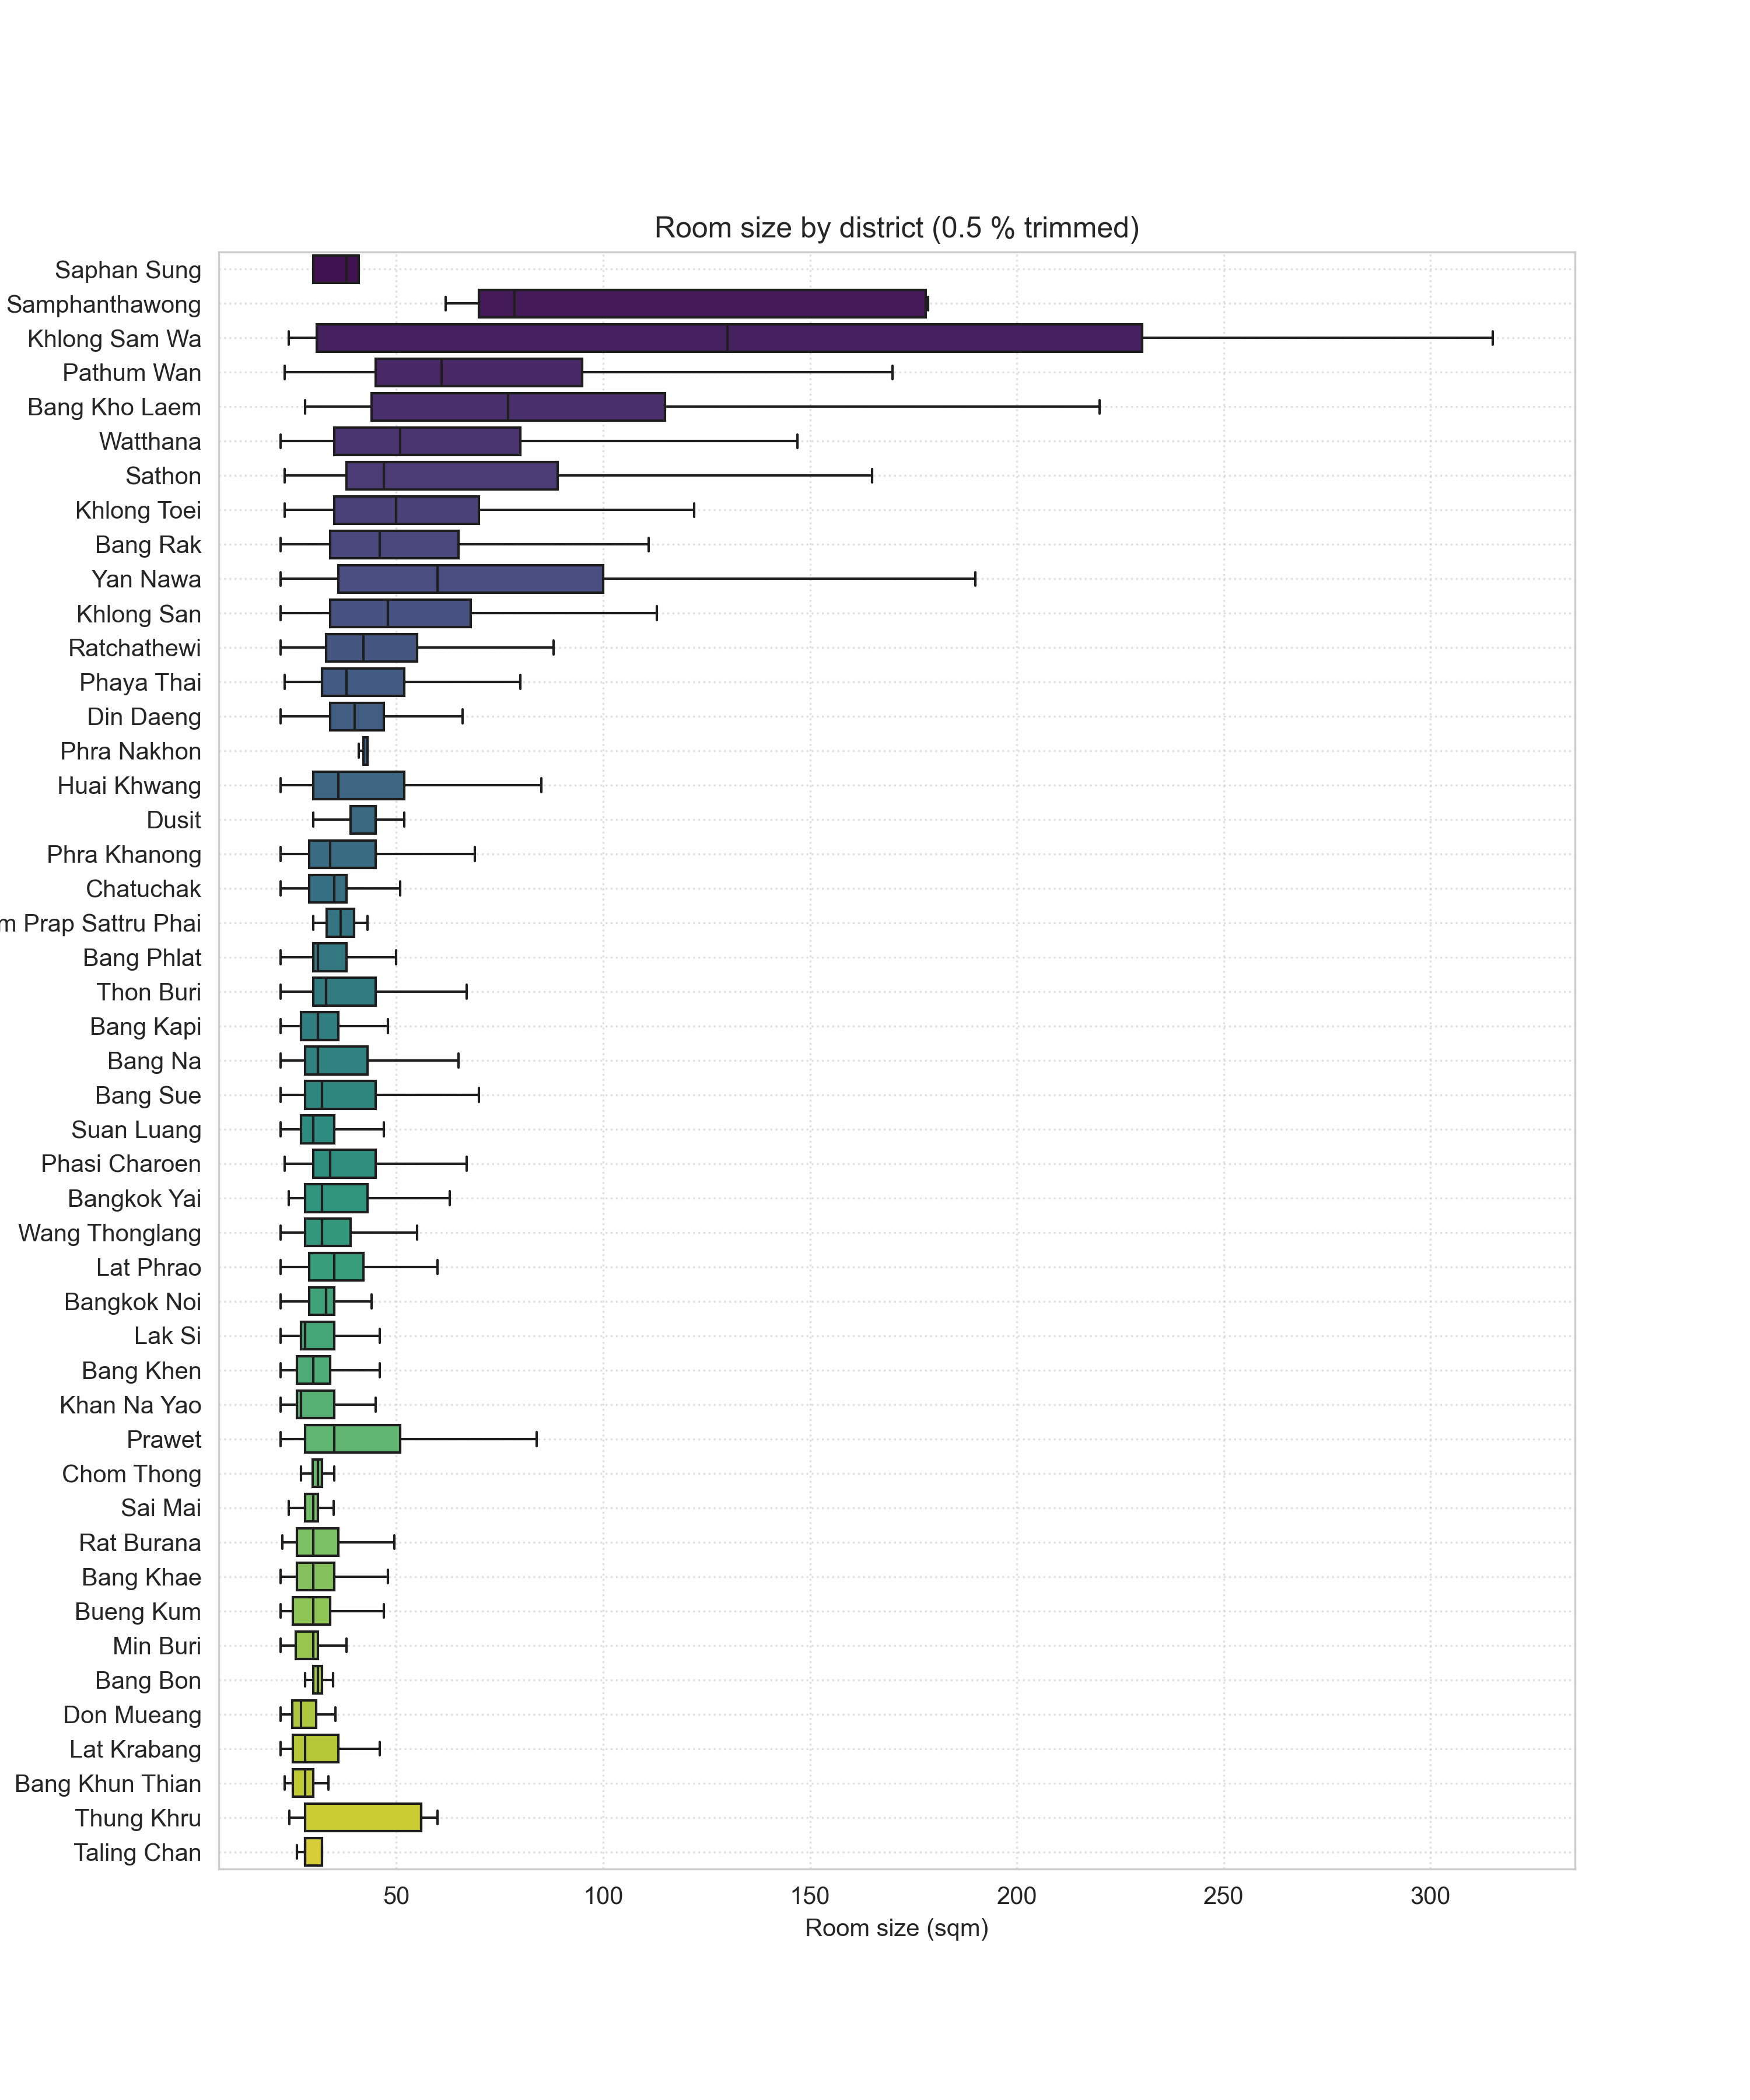 Room size by district (0.5 % trimmed)
Saphan Sung
Samphanthawong
Khlong Sam Wa
Pathum Wan
Bang Kho Laem
Watthana
Sathon
Khlong Toei
Bang Rak
Yan Nawa
Khlong San
Ratchathewi
Phaya Thai
Din Daeng
Phra Nakhon
Huai Khwang
Dusit
Phra Khanong
Chatuchak
m Prap Sattru Phai
Bang Phlat
Thon Buri
Bang Kapi
Bang Na
Bang Sue
Suan Luang
Phasi Charoen
Bangkok Yai
Wang Thonglang
Lat Phrao
Bangkok Noi
Lak Si
Bang Khen
Khan Na Yao
Prawet
Chom Thong
Sai Mai
Rat Burana
Bang Khae
Bueng Kum
Min Buri
Bang Bon
Don Mueang
Lat Krabang
Bang Khun Thian
Thung Khru
Taling Chan
50 100 150 200 250 300
Room size (sqm)